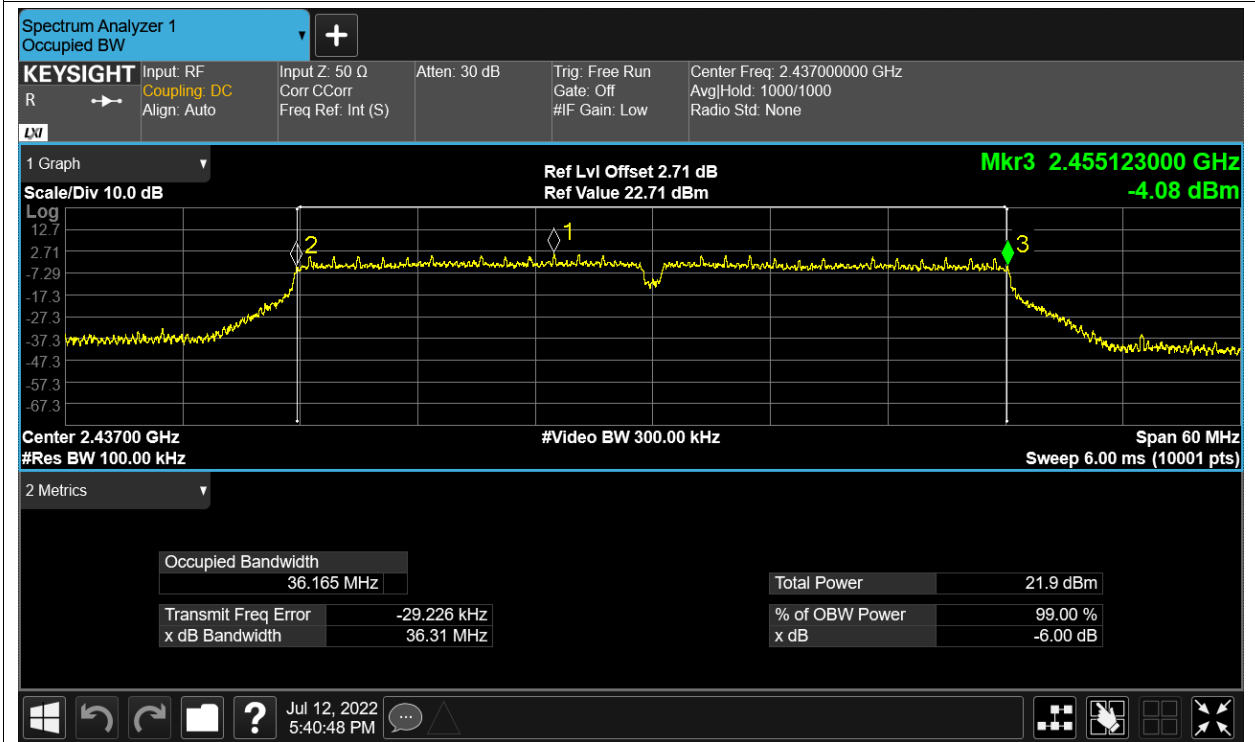 Spectrum Analyzer 1
Occupied BW
KEYSIGHT
R
LXI
Input: RF
Coupling: DC
Align: Auto
Input Z: 50 Ω
Corr CCorr
Freq Ref: Int (S)
Atten: 30 dB
Trig: Free Run
Gate: Off
#IF Gain: Low
Center Freq: 2.437000000 GHz
Avg|Hold: 1000/1000
Radio Std: None
1 Graph
Scale/Div 10.0 dB
Ref Lvl Offset 2.71 dB
Ref Value 22.71 dBm
Mkr3 2.455123000 GHz
-4.08 dBm
Log
12.7
2.71
-7.29
-17.3
-27.3
-37.3
-47.3
-57.3
-67.3
2
1
3
Center 2.43700 GHz
#Res BW 100.00 kHz
#Video BW 300.00 kHz
Span 60 MHz
Sweep 6.00 ms (10001 pts)
2 Metrics
Occupied Bandwidth
36.165 MHz
Transmit Freq Error -29.226 kHz
x dB Bandwidth 36.31 MHz
Total Power 21.9 dBm
% of OBW Power 99.00 %
x dB -6.00 dB
?
Jul 12, 2022
5:40:48 PM